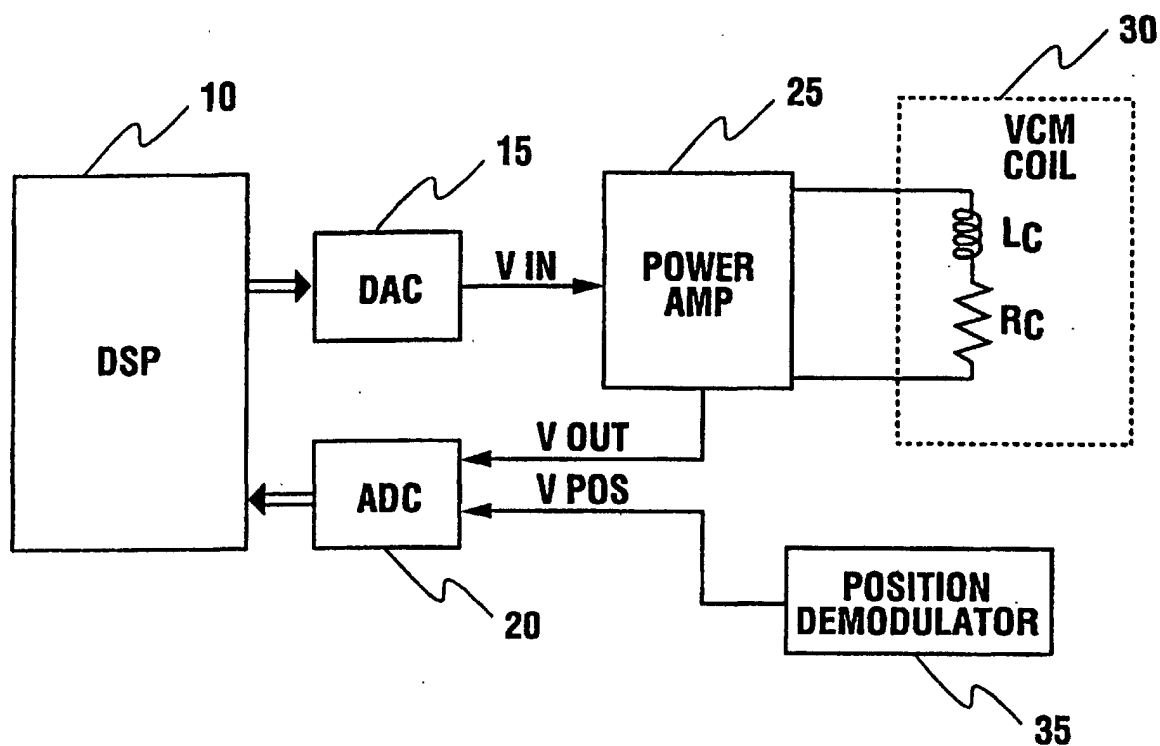 30
10
25
VCM
COIL
15
LC
DAC
V IN
POWER
AMP
RC
DSP
V OUT
ADC
V POS
POSITION
DEMODULATOR
20
35